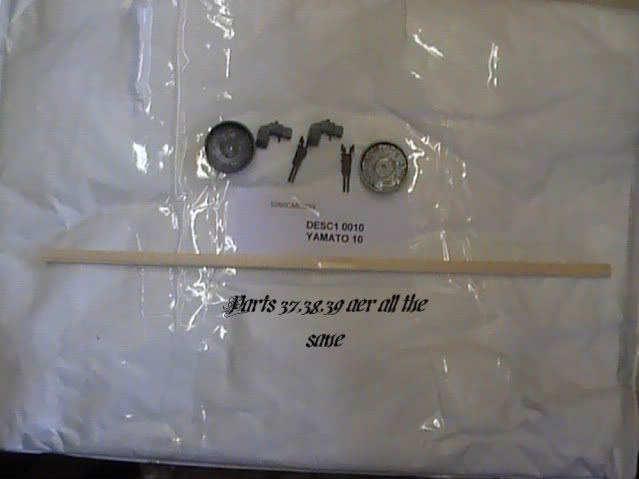 DESC1 0010
YAMATO 10
Parts 37.38.39 aer all the
same